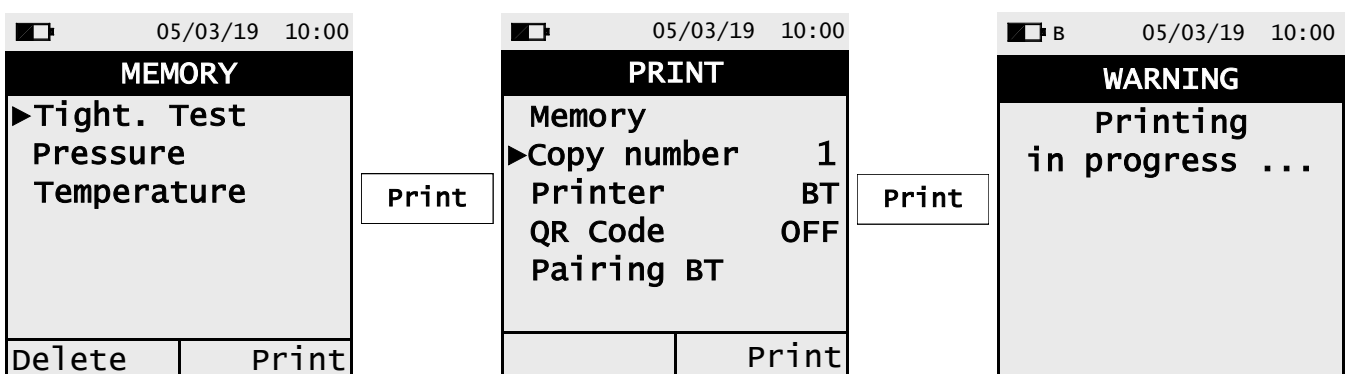 05/03/19 10:00
MEMORY
►Tight. Test
Pressure
Temperature
Delete Print
Print
05/03/19 10:00
PRINT
Memory
►Copy number 1
Printer BT
QR Code OFF
Pairing BT
Print
Print
B 05/03/19 10:00
WARNING
Printing
in progress ...